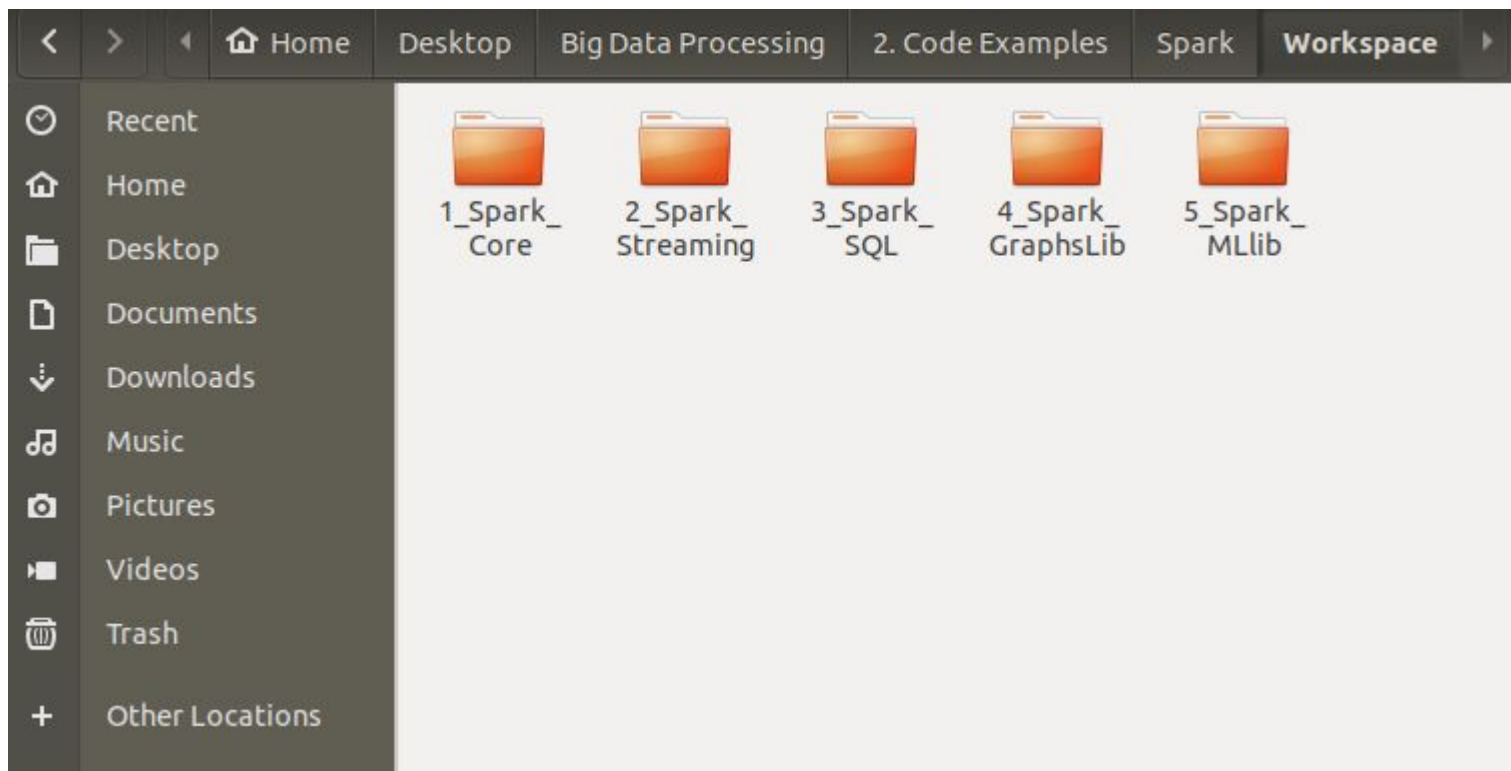 Home Desktop Big Data Processing 2. Code Examples Spark Workspace
Recent
Home
Desktop
Documents
Downloads
Music
Pictures
Videos
Trash
Other Locations
1_Spark_
Core
2_Spark_
Streaming
3_Spark_
SQL
4_Spark_
GraphsLib
5_Spark_
MLlib